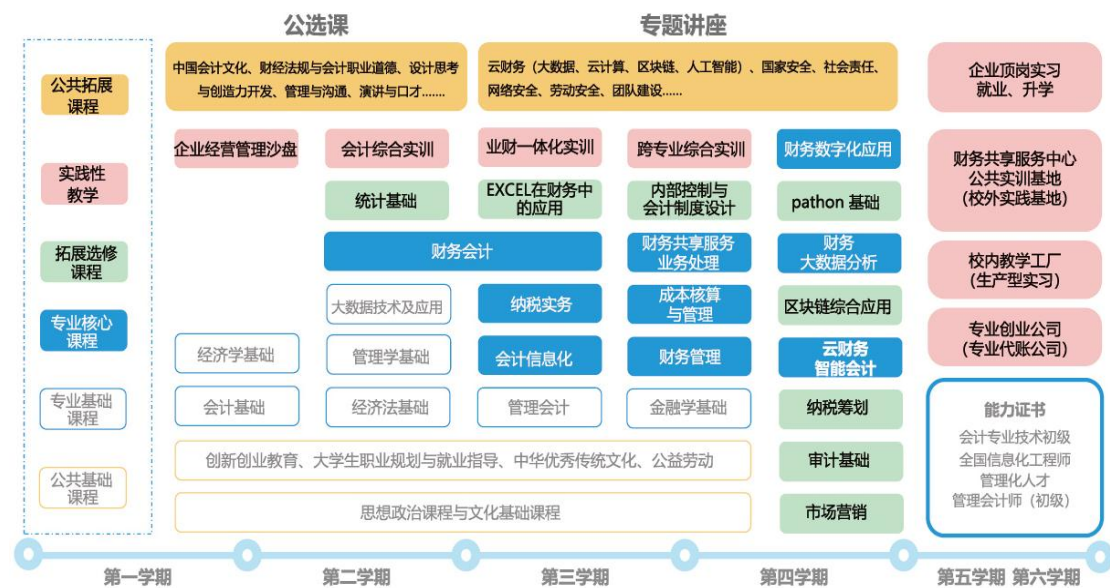 公选课
专题讲座
公共拓展
课程
中国会计文化、财经法规与会计职业道德、设计思考
与创造力开发、管理与沟通、演讲与口才.......
云财务（大数据、云计算、区块链、人工智能）、国家安全、社会责任、
网络安全、劳动安全、团队建设......
企业顶岗实习
就业、升学
实践性
教学
企业经营管理沙盘
会计综合实训
业财一体化实训
跨专业综合实训
财务数字化应用
财务共享服务中心
公共实训基地
(校外实践基地)
统计基础
EXCEL在财务中
的应用
内部控制与
会计制度设计
pathon 基础
拓展选修
课程
财务会计
财务共享服务
业务处理
财务
大数据分析
校内教学工厂
(生产型实习)
专业核心
课程
大数据技术及应用
纳税实务
成本核算
与管理
区块链综合应用
专业创业公司
(专业代账公司)
经济学基础
管理学基础
会计信息化
财务管理
云财务
智能会计
专业基础
课程
会计基础
经济法基础
管理会计
金融学基础
纳税筹划
能力证书
会计专业技术初级
全国信息化工程师
管理化人才
管理会计师（初级）
公共基础
课程
创新创业教育、大学生职业规划与就业指导、中华优秀传统文化、公益劳动
审计基础
思想政治课程与文化基础课程
市场营销
第一学期
第二学期
第三学期
第四学期
第五学期 第六学期